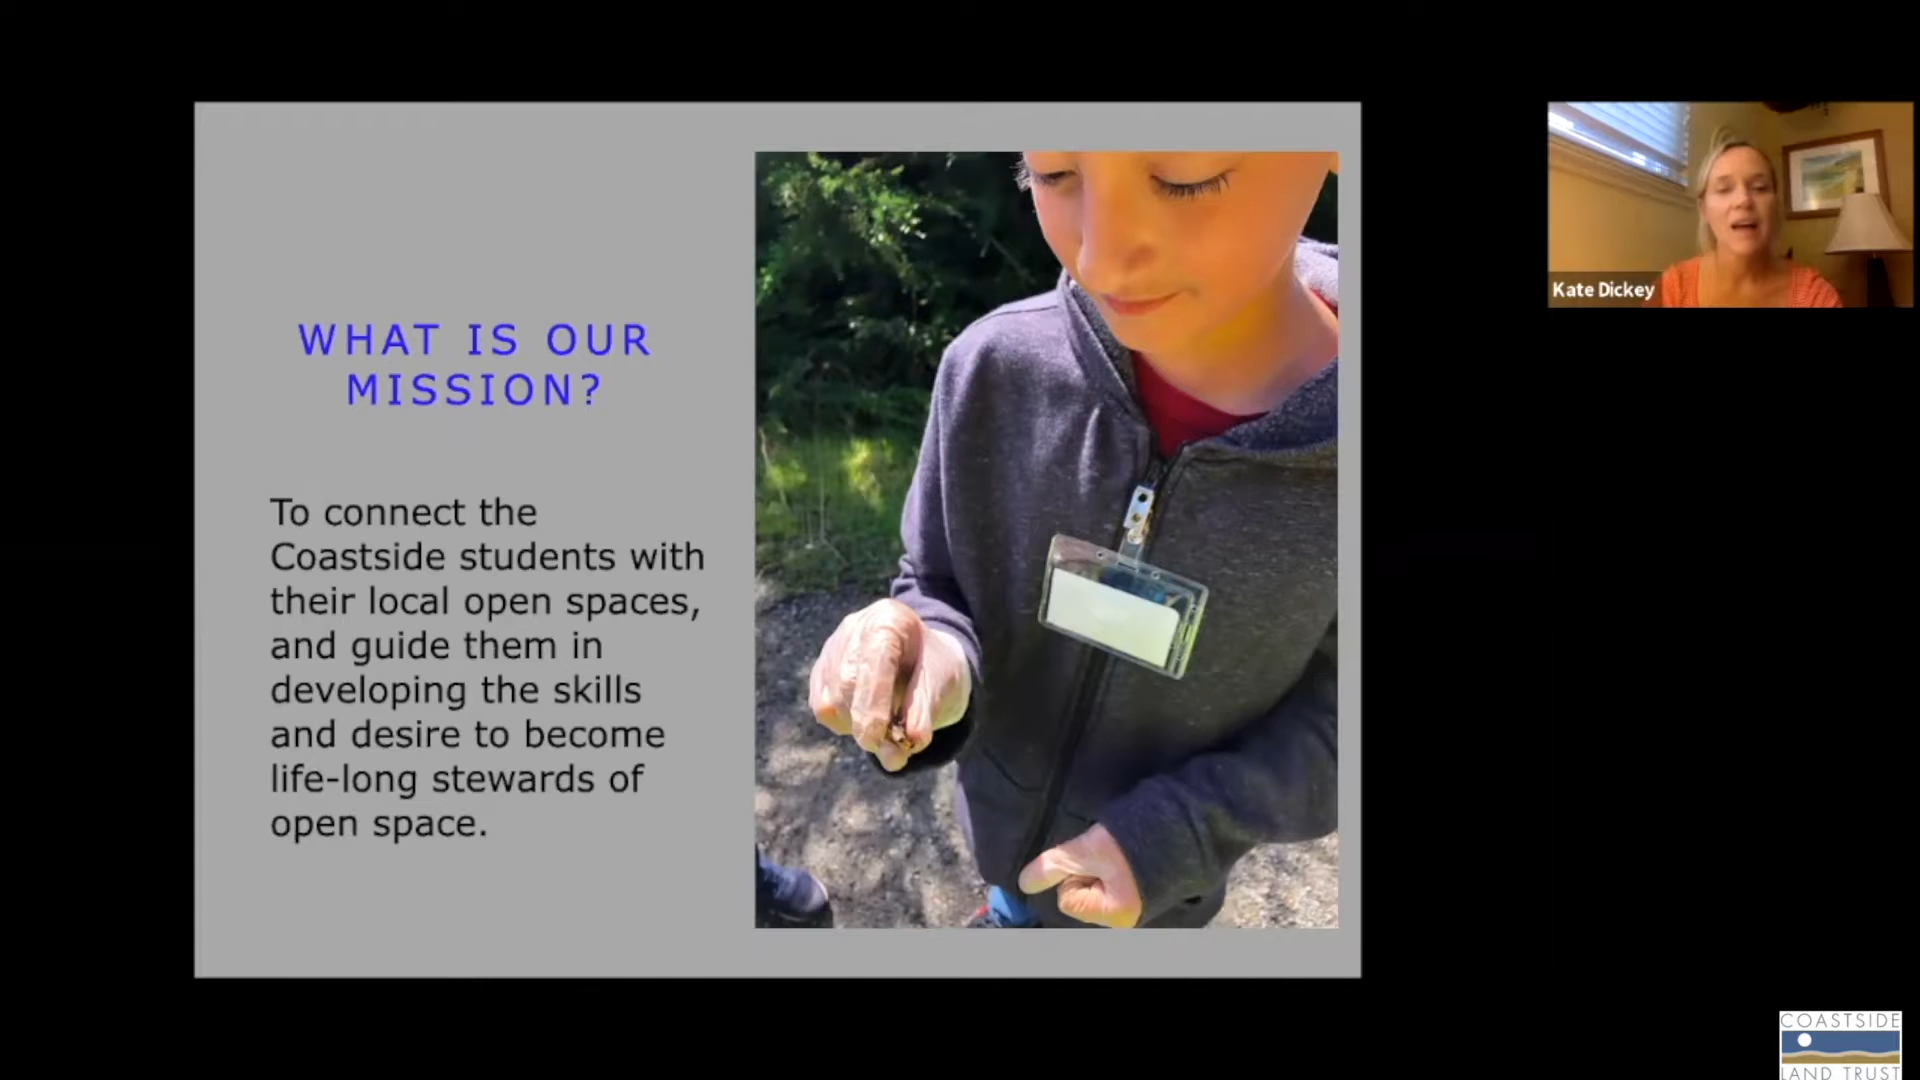 WHAT IS OUR
MISSION?
To connect the
Coastside students with
their local open spaces,
and guide them in
developing the skills
and desire to become
life-long stewards of
open space.
Kate Dickey
COASTSIDE
LAND TRUST